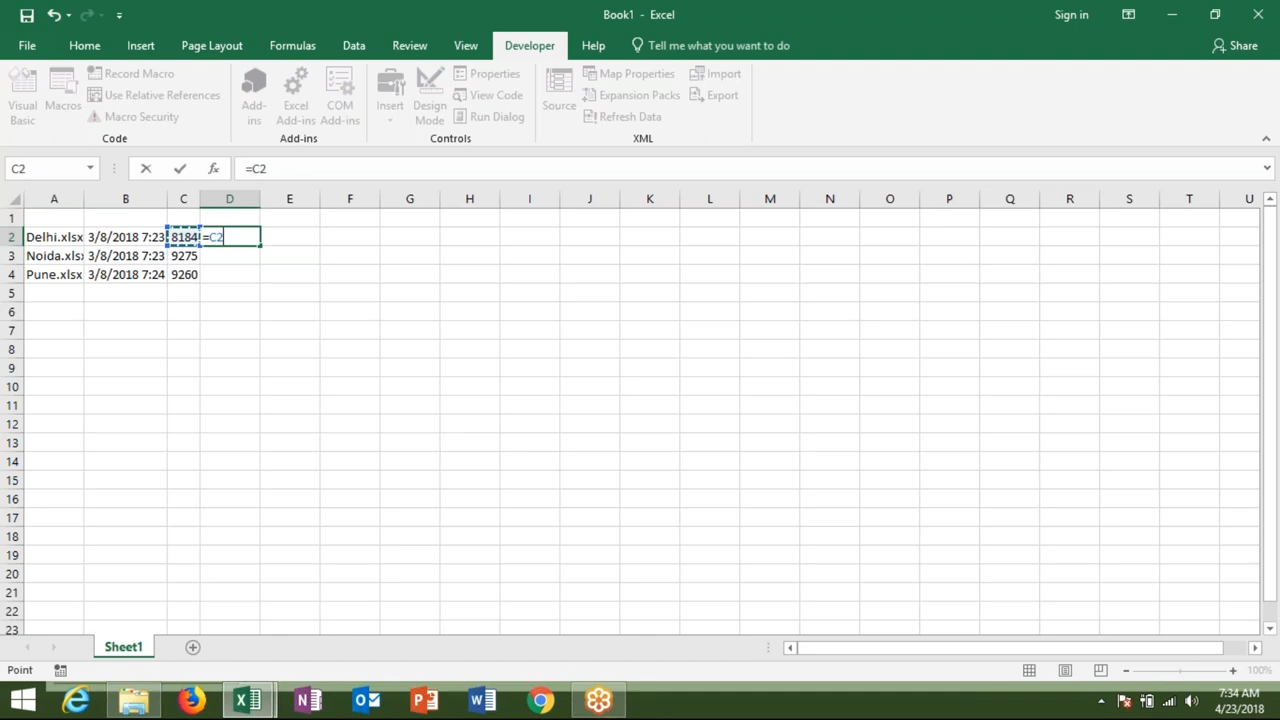 Book1 - Excel
Sign in
File Home Insert Page Layout Formulas Data Review View Developer Help Tell me what you want to do Share
Visual Basic
Macros
Record Macro
Use Relative References
Macro Security
Code
Add-ins
Excel Add-ins
COM Add-ins
Add-ins
Insert
Design Mode
Properties
View Code
Run Dialog
Controls
Source
Map Properties
Expansion Packs
Refresh Data
Import
Export
XML
C2 fx =C2
A B C D E F G H I J K L M N O P Q R S T U
1
2 Delhi.xlsx 3/8/2018 7:23 8184 =C2
3 Noida.xlsx 3/8/2018 7:23 9275
4 Pune.xlsx 3/8/2018 7:24 9260
5
6
7
8
9
10
11
12
13
14
15
16
17
18
19
20
21
22
23
Sheet1
Point
100%
7:34 AM
4/23/2018